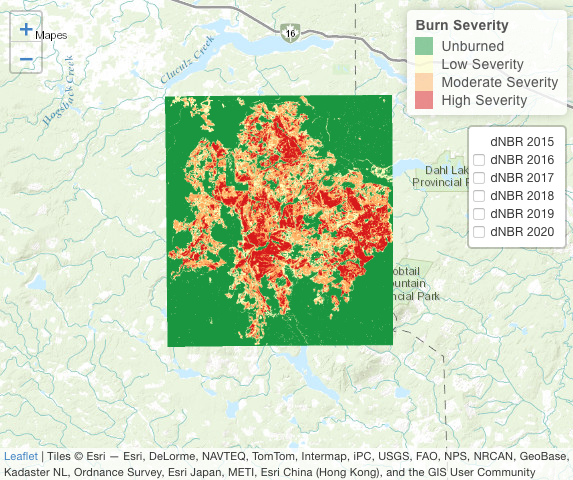 +
−
Mapes
Hogsback Creek
Cluculz Creek
16
Burn Severity
Unburned
Low Severity
Moderate Severity
High Severity
dNBR 2015
dNBR 2016
dNBR 2017
dNBR 2018
dNBR 2019
dNBR 2020
Dahl Lak
Provincial P
obtail
ountain
ncial Park
Leaflet | Tiles © Esri — Esri, DeLorme, NAVTEQ, TomTom, Intermap, iPC, USGS, FAO, NPS, NRCAN, GeoBase,
Kadaster NL, Ordnance Survey, Esri Japan, METI, Esri China (Hong Kong), and the GIS User Community